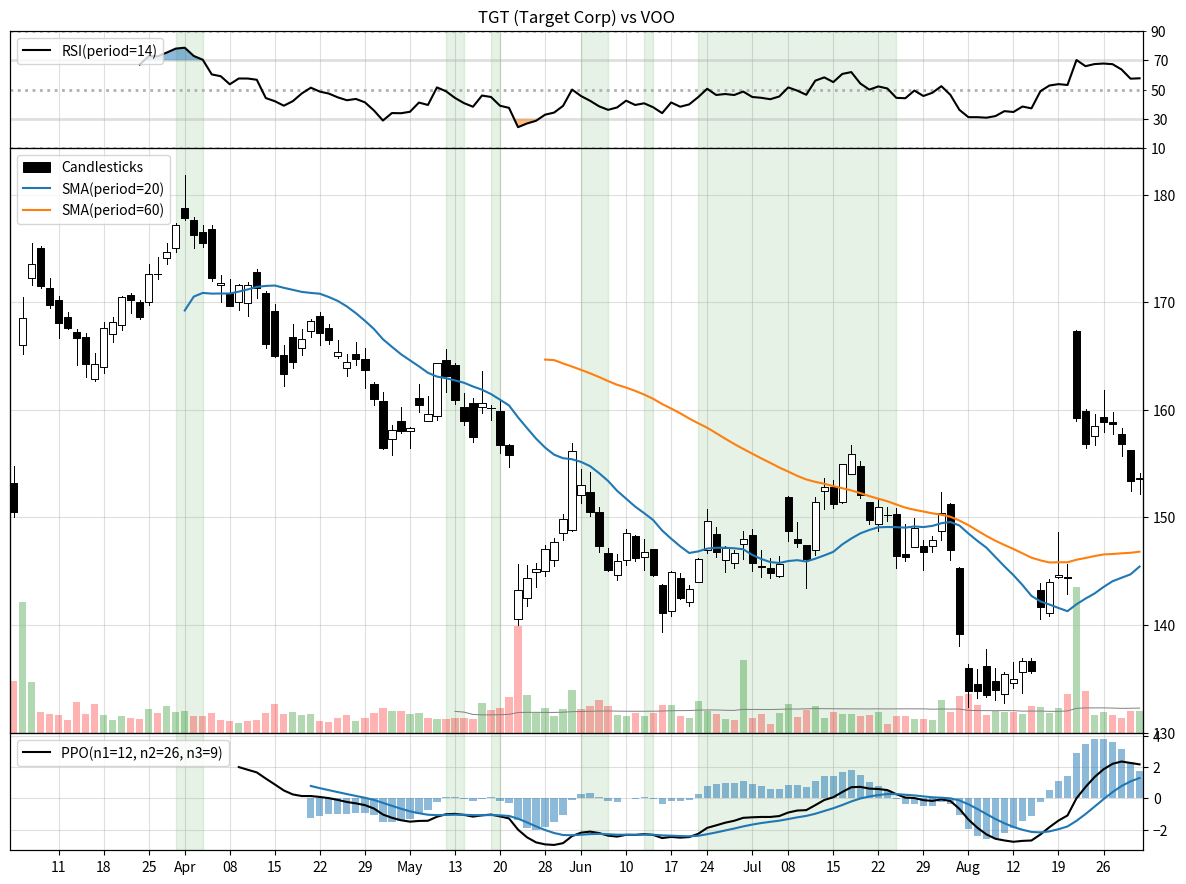 TGT (Target Corp) vs VOO
RSI(period=14)
90
70
50
30
10
Candlesticks
SMA(period=20)
SMA(period=60)
180
170
160
150
140
130
PPO(n1=12, n2=26, n3=9)
4
2
0
−2
11 18 25 Apr 08 15 22 29 May 13 20 28 Jun 10 17 24 Jul 08 15 22 29 Aug 12 19 26